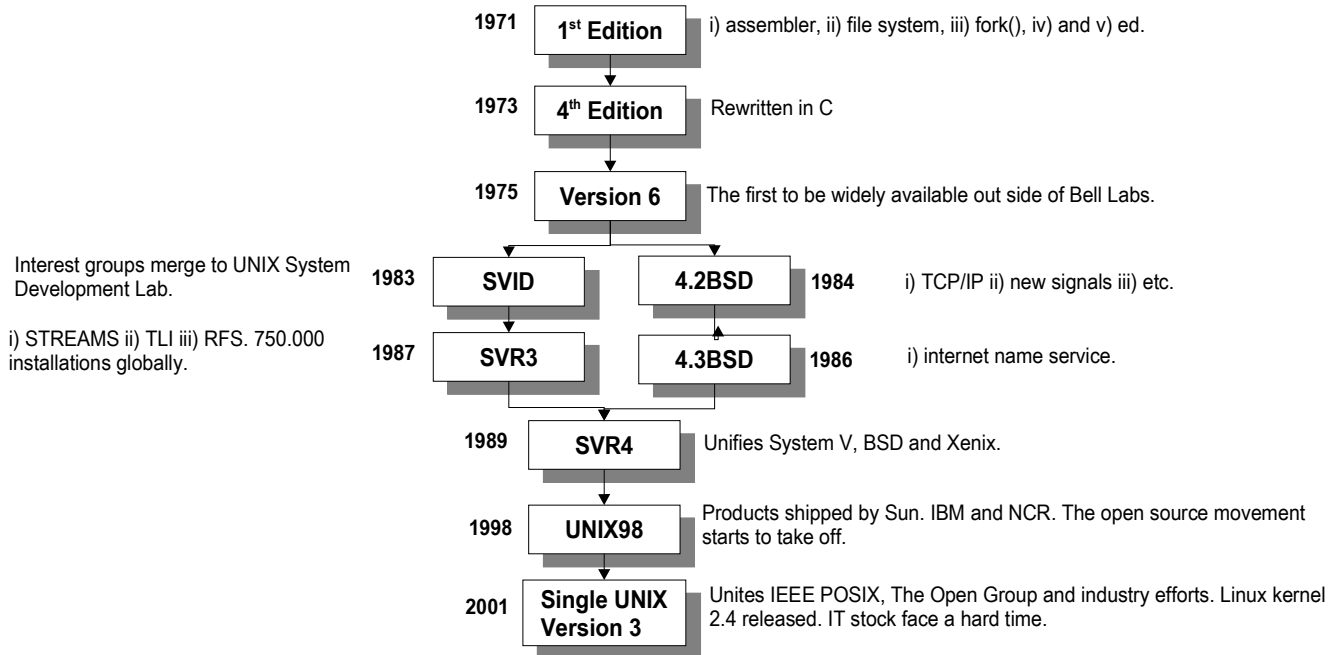 1971
1st Edition
i) assembler, ii) file system, iii) fork(), iv) and v) ed.
1973
4th Edition
Rewritten in C
1975
Version 6
The first to be widely available out side of Bell Labs.
Interest groups merge to UNIX System
Development Lab.
1983
SVID
4.2BSD
1984
i) TCP/IP ii) new signals iii) etc.
i) STREAMS ii) TLI iii) RFS. 750.000
installations globally.
1987
SVR3
4.3BSD
1986
i) internet name service.
1989
SVR4
Unifies System V, BSD and Xenix.
1998
UNIX98
Products shipped by Sun. IBM and NCR. The open source movement
starts to take off.
2001
Single UNIX
Version 3
Unites IEEE POSIX, The Open Group and industry efforts. Linux kernel
2.4 released. IT stock face a hard time.